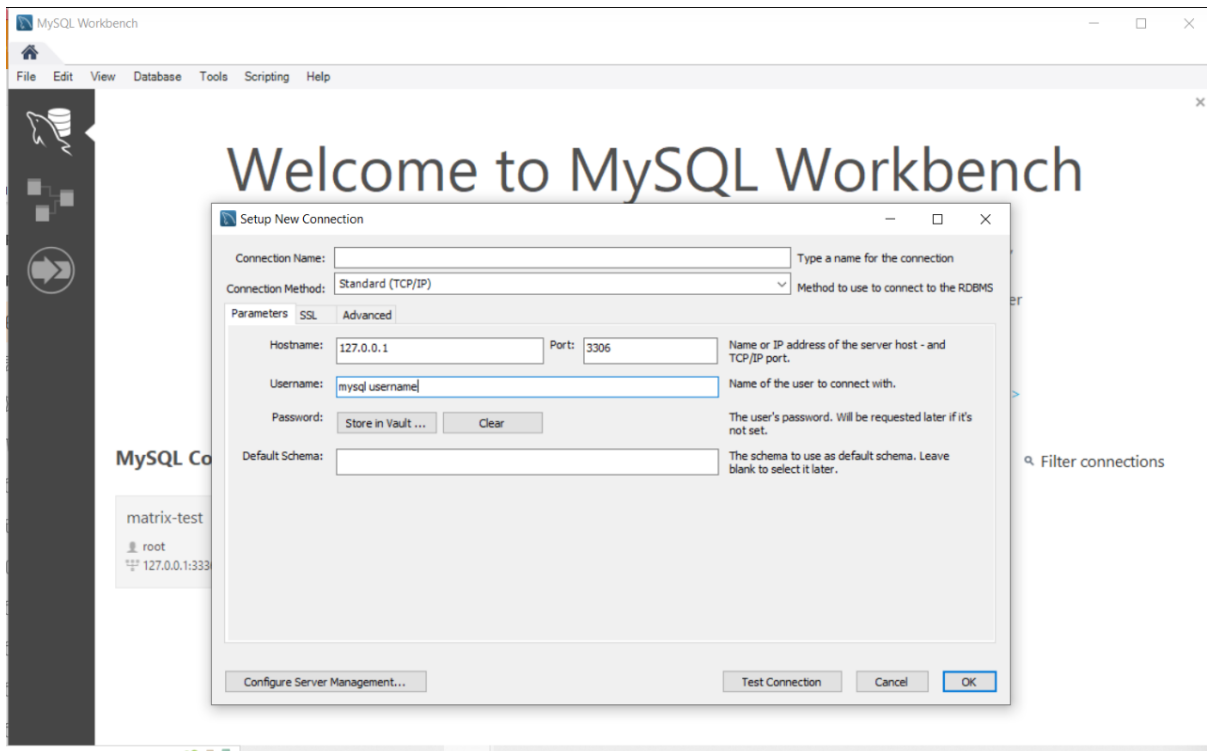 MySQL Workbench
File Edit View Database Tools Scripting Help
Welcome to MySQL Workbench
Setup New Connection
Connection Name: Type a name for the connection
Connection Method: Standard (TCP/IP) Method to use to connect to the RDBMS
Parameters SSL Advanced
Hostname: 127.0.0.1 Port: 3306 Name or IP address of the server host - and
TCP/IP port.
Username: mysql username Name of the user to connect with.
Password: Store in Vault ... Clear The user's password. Will be requested later if it's
not set.
MySQL Co
Default Schema: The schema to use as default schema. Leave
blank to select it later.
Filter connections
matrix-test
root
127.0.0.1:333
Configure Server Management... Test Connection Cancel OK